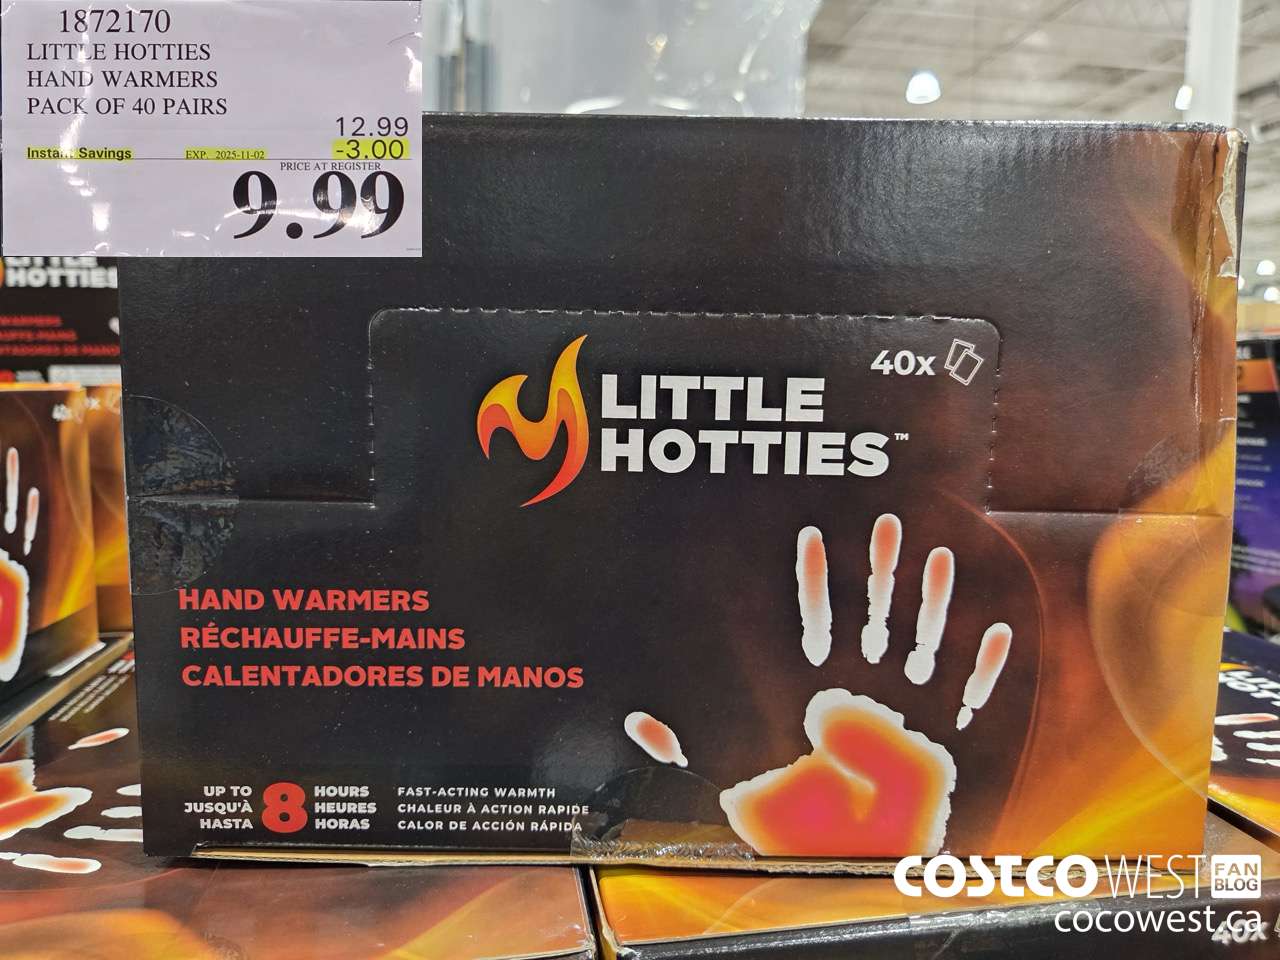 1872170
LITTLE HOTTIES
HAND WARMERS
PACK OF 40 PAIRS
12.99
Instant Savings EXP. 2025-11-02 -3.00
PRICE AT REGISTER
9.99
HOTTIES
40x
LITTLE
HOTTIES™
HAND WARMERS
RÉCHAUFFE-MAINS
CALENTADORES DE MANOS
UP TO 8 HOURS
JUSQU'À HEURES
HASTA HORAS
FAST-ACTING WARMTH
CHALEUR À ACTION RAPIDE
CALOR DE ACCIÓN RÁPIDA
COSTCO WEST FAN BLOG
cocowest.ca
40x